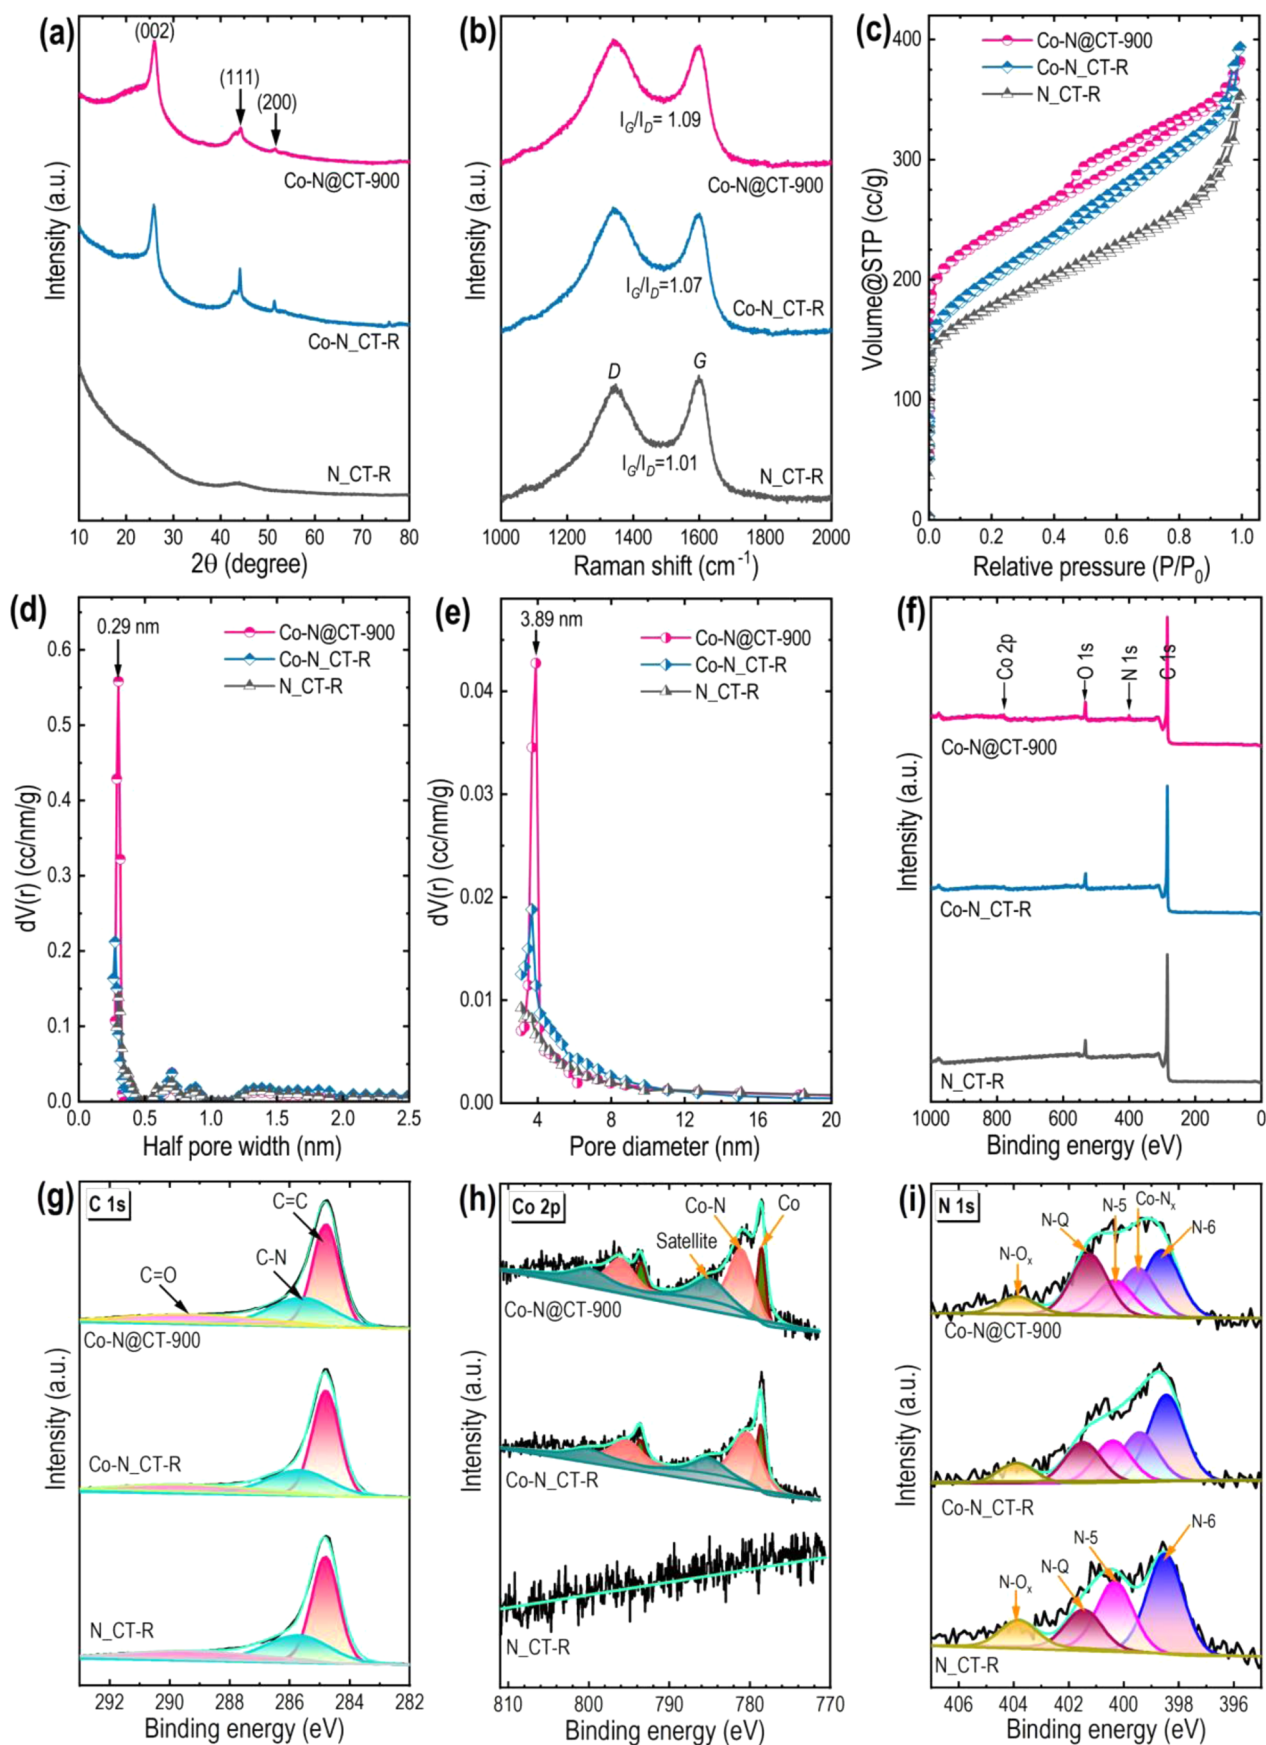 (a)
(002)
(111)
(200)
Co-N@CT-900
Co-N_CT-R
N_CT-R
Intensity (a.u.)
10 20 30 40 50 60 70 80
2θ (degree)
(b)
I_G/I_D= 1.09
Co-N@CT-900
I_G/I_D=1.07
Co-N_CT-R
D
G
I_G/I_D=1.01
N_CT-R
Intensity (a.u.)
1000 1200 1400 1600 1800 2000
Raman shift (cm⁻¹)
(c)
Co-N@CT-900
Co-N_CT-R
N_CT-R
Volume@STP (cc/g)
400
300
200
100
0
0.0 0.2 0.4 0.6 0.8 1.0
Relative pressure (P/P₀)
(d)
0.29 nm
Co-N@CT-900
Co-N_CT-R
N_CT-R
dV(r) (cc/nm/g)
0.6
0.5
0.4
0.3
0.2
0.1
0.0
0.0 0.5 1.0 1.5 2.0 2.5
Half pore width (nm)
(e)
3.89 nm
Co-N@CT-900
Co-N_CT-R
N_CT-R
dV(r) (cc/nm/g)
0.04
0.03
0.02
0.01
0.00
4 8 12 16 20
Pore diameter (nm)
(f)
Co 2p
O 1s
N 1s
C 1s
Co-N@CT-900
Co-N_CT-R
N_CT-R
Intensity (a.u.)
1000 800 600 400 200 0
Binding energy (eV)
(g)
C 1s
C=C
C-N
C=O
Co-N@CT-900
Co-N_CT-R
N_CT-R
Intensity (a.u.)
292 290 288 286 284 282
Binding energy (eV)
(h)
Co 2p
Co-N
Co
Satellite
Co-N@CT-900
Co-N_CT-R
N_CT-R
Intensity (a.u.)
810 800 790 780 770
Binding energy (eV)
(i)
N 1s
Co-Nₓ
N-5
N-Q
N-6
N-Oₓ
Co-N@CT-900
Co-N_CT-R
N-6
N-5
N-Q
N-Oₓ
N_CT-R
Intensity (a.u.)
406 404 402 400 398 396
Binding energy (eV)